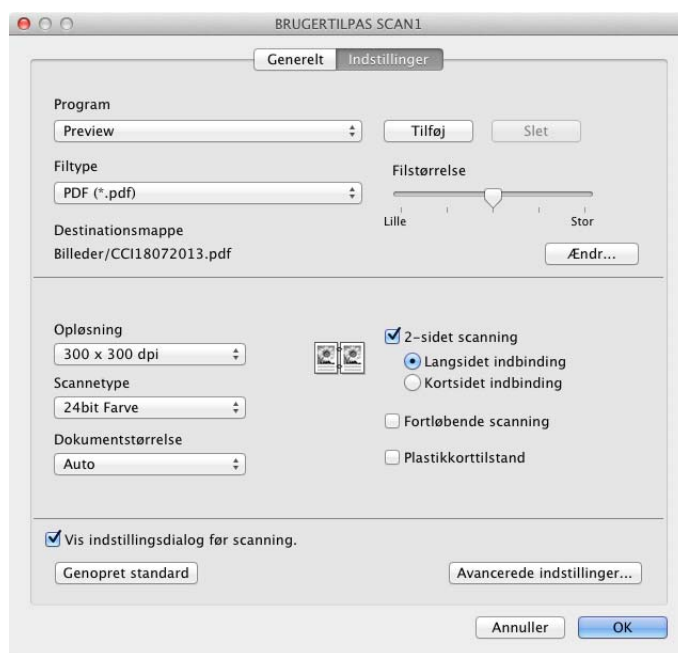 BRUGERTILPAS SCAN1
Generelt Indstillinger
Program
Preview Tilføj Slet
Filtype Filstørrelse
PDF (*.pdf)
Lille Stor
Destinationsmappe
Billeder/CCI18072013.pdf Ændr...
Opløsning 2-sidet scanning
300 x 300 dpi Langsidet indbinding
Scannetype Kortsidet indbinding
24bit Farve
Fortløbende scanning
Dokumentstørrelse
Auto Plastikkorttilstand
Vis indstillingsdialog før scanning.
Genopret standard Avancerede indstillinger...
Annuller OK